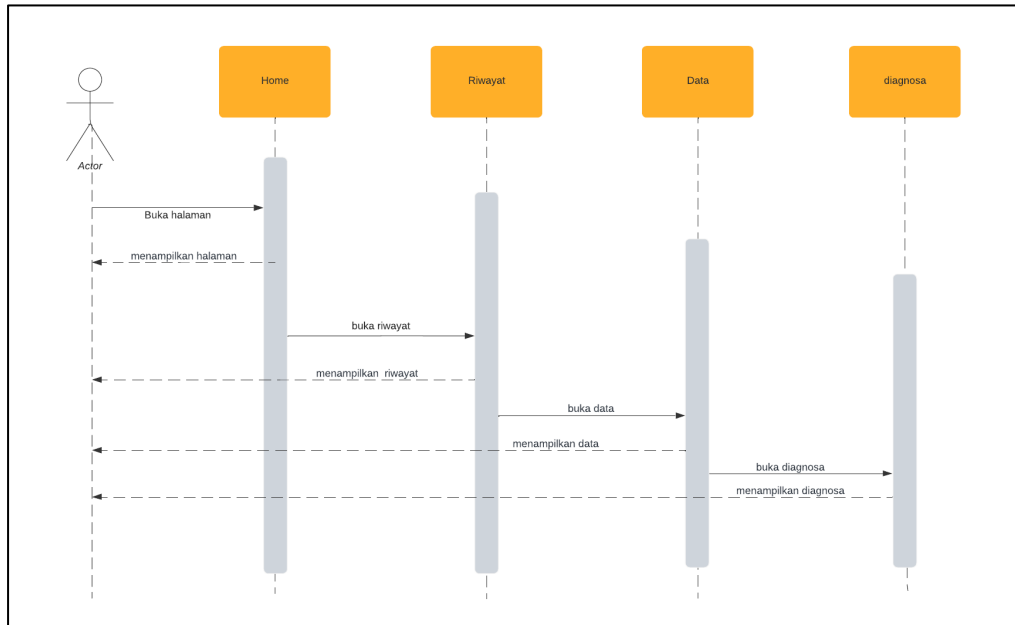 Home
Riwayat
Data
diagnosa
Actor
Buka halaman
menampilkan halaman
buka riwayat
menampilkan riwayat
buka data
menampilkan data
buka diagnosa
menampilkan diagnosa